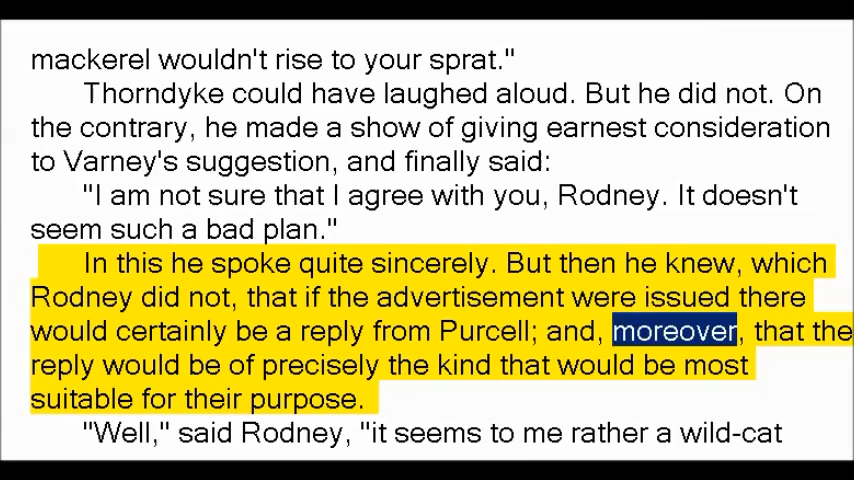 mackerel wouldn't rise to your sprat."
Thorndyke could have laughed aloud. But he did not. On
the contrary, he made a show of giving earnest consideration
to Varney's suggestion, and finally said:
"I am not sure that I agree with you, Rodney. It doesn't
seem such a bad plan."
In this he spoke quite sincerely. But then he knew, which
Rodney did not, that if the advertisement were issued there
would certainly be a reply from Purcell; and, moreover, that the
reply would be of precisely the kind that would be most
suitable for their purpose.
"Well," said Rodney, "it seems to me rather a wild-cat